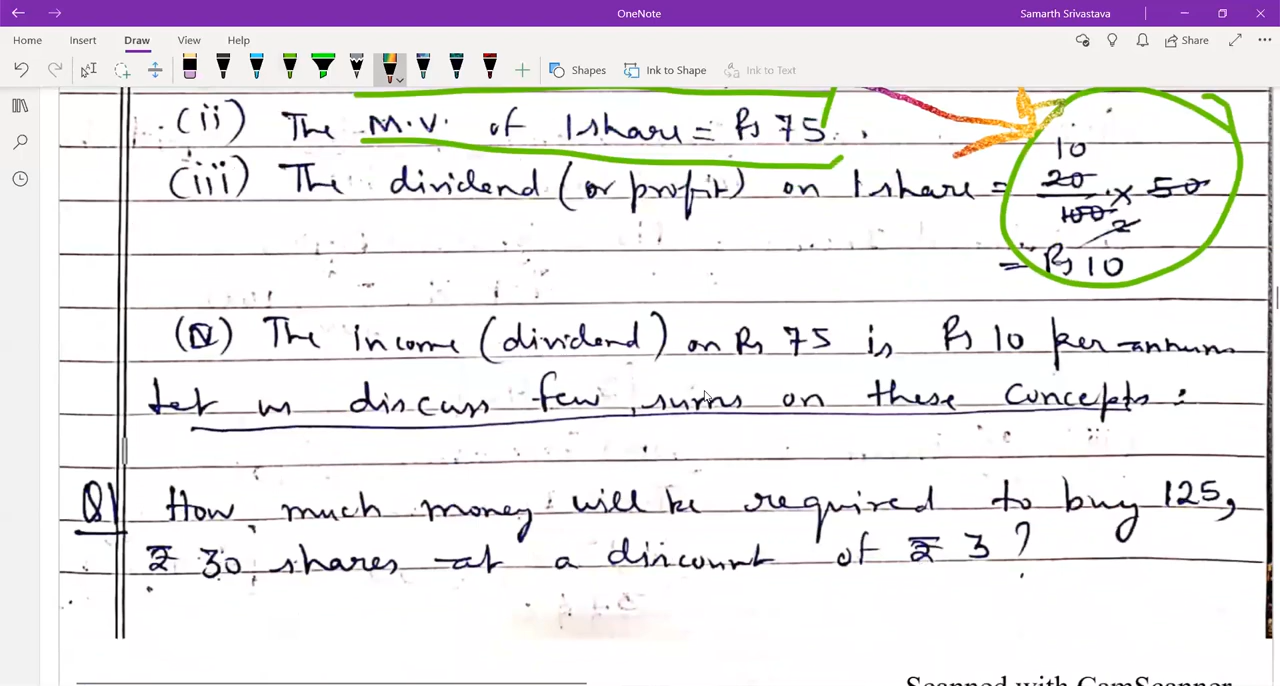 OneNote
Samarth Srivastava
Home Insert Draw View Help
Share
Shapes
Ink to Shape
Ink to Text
(ii) The M.V. of 1 share = Rs 75.
(iii) The dividend (or profit) on 1 share = 20/100 × 50
10
2
= Rs 10
(iv) The Income (dividend) on Rs 75 is Rs 10 per annum
Let us discuss few sums on these concepts:
Q1 How much money will be required to buy 125,
₹ 30 shares at a discount of ₹ 3?
Scanned with CamScanner